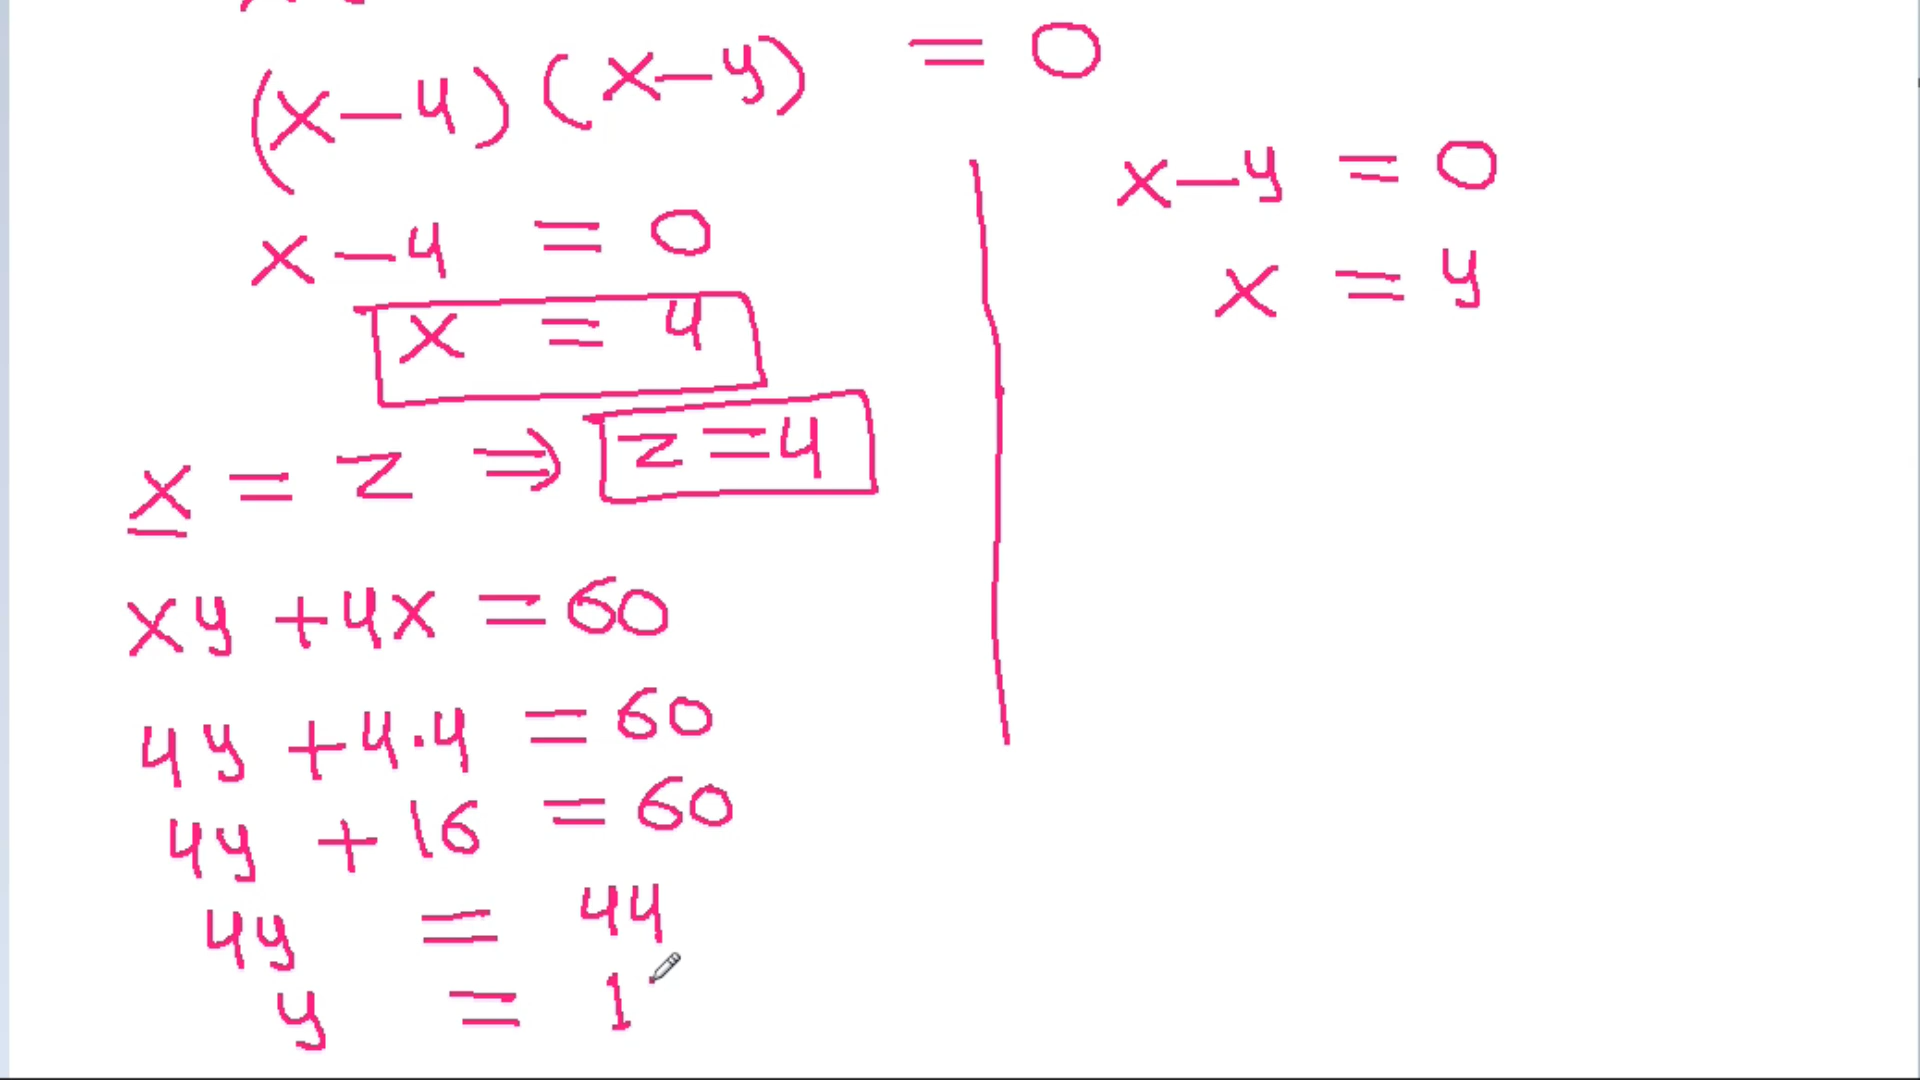 (x-4)(x-y) = 0
x-4 = 0
x = 4
x = z ⇒ z=4
xy +4x =60
4y +4.4 =60
4y + 16 =60
4y = 44
y = 1
x-y = 0
x = y